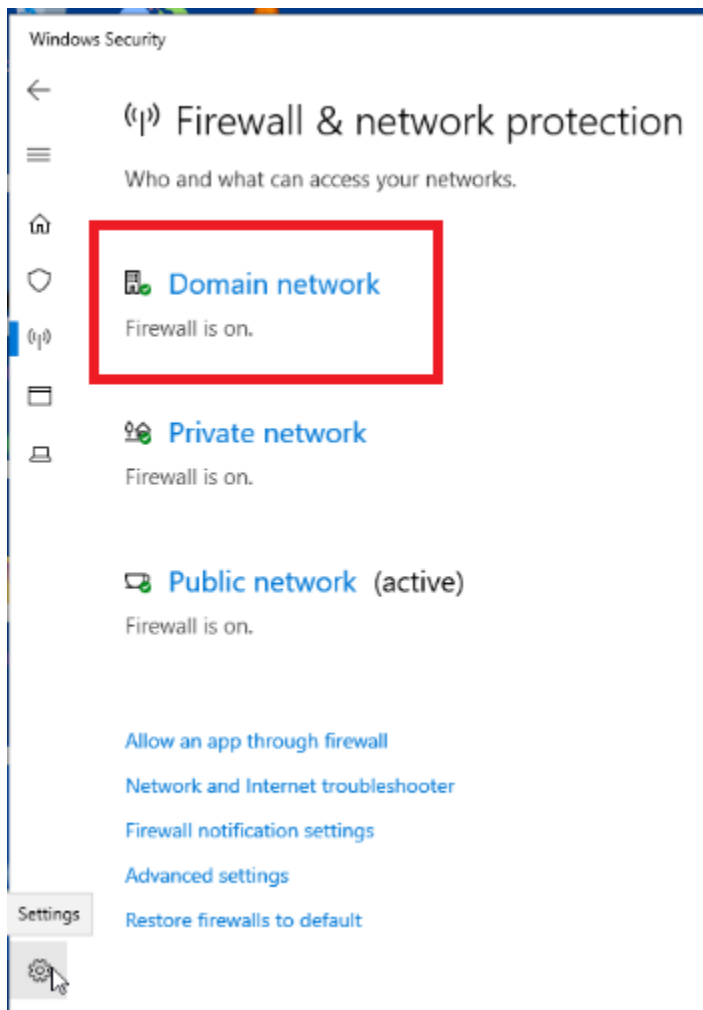 Windows Security
Firewall & network protection
Who and what can access your networks.
Domain network
Firewall is on.
Private network
Firewall is on.
Public network (active)
Firewall is on.
Allow an app through firewall
Network and Internet troubleshooter
Firewall notification settings
Advanced settings
Settings
Restore firewalls to default